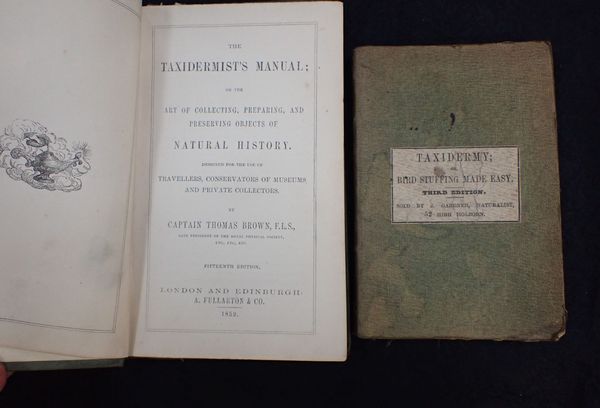 THE
TAXIDERMIST'S MANUAL;
OR THE
ART OF COLLECTING, PREPARING, AND
PRESERVING OBJECTS OF
NATURAL HISTORY.
DESIGNED FOR THE USE OF
TRAVELLERS, CONSERVATORS OF MUSEUMS
AND PRIVATE COLLECTORS.
BY
CAPTAIN THOMAS BROWN, F.L.S.,
LATE PRESIDENT OF THE ROYAL PHYSICAL SOCIETY,
ETC., ETC., ETC.
FIFTEENTH EDITION.
LONDON AND EDINBURGH:
A. FULLARTON & CO.
1859.
TAXIDERMY;
OR,
BIRD STUFFING MADE EASY.
THIRD EDITION.
SOLD BY J. GARDNER, NATURALIST,
52 HIGH HOLBORN.